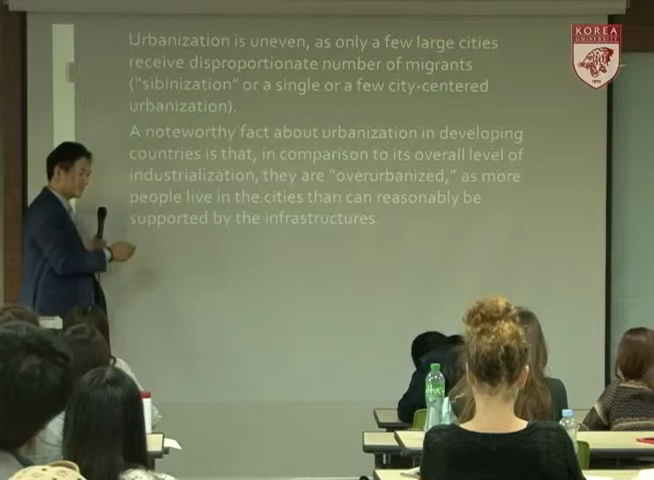 Urbanization is uneven, as only a few large cities
receive disproportionate number of migrants
("sibinization" or a single or a few city-centered
urbanization).
A noteworthy fact about urbanization in developing
countries is that, in comparison to its overall level of
industrialization, they are "overurbanized," as more
people live in the cities than can reasonably be
supported by the infrastructures.
KOREA
UNIVERSITY
1905